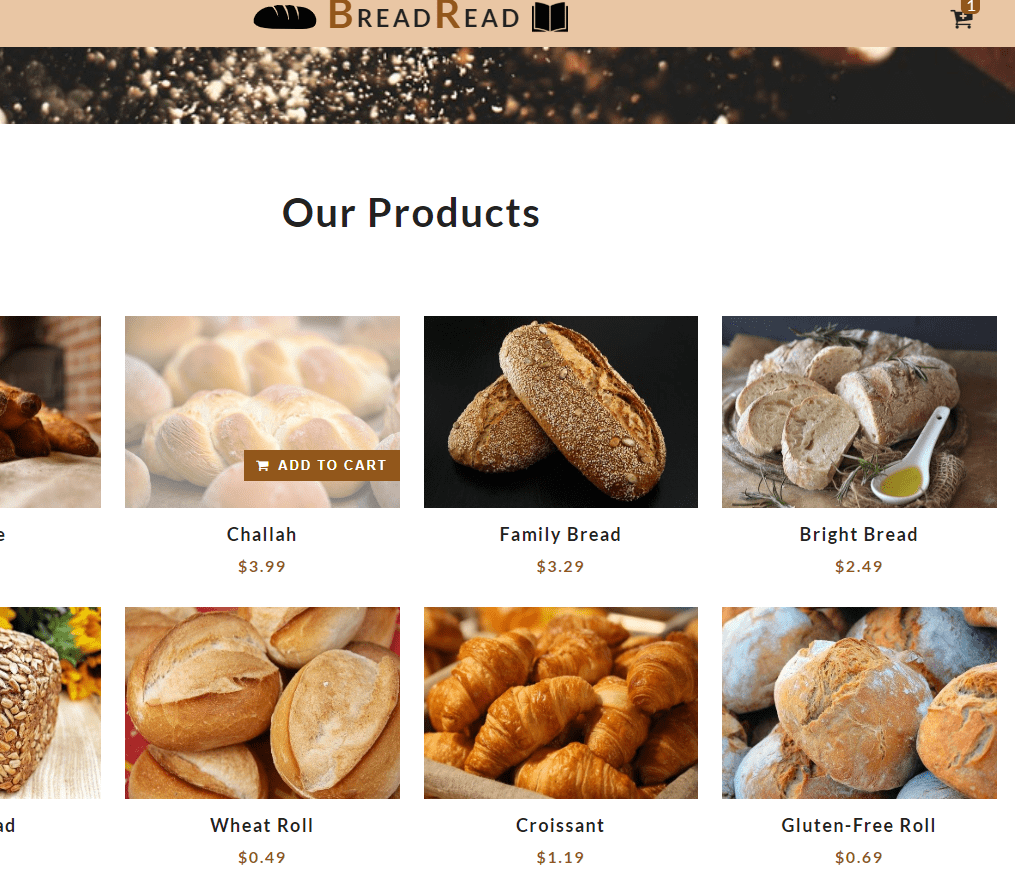 BREADREAD
1
Our Products
ADD TO CART
e
Challah
Family Bread
Bright Bread
$3.99
$3.29
$2.49
ad
Wheat Roll
Croissant
Gluten-Free Roll
$0.49
$1.19
$0.69